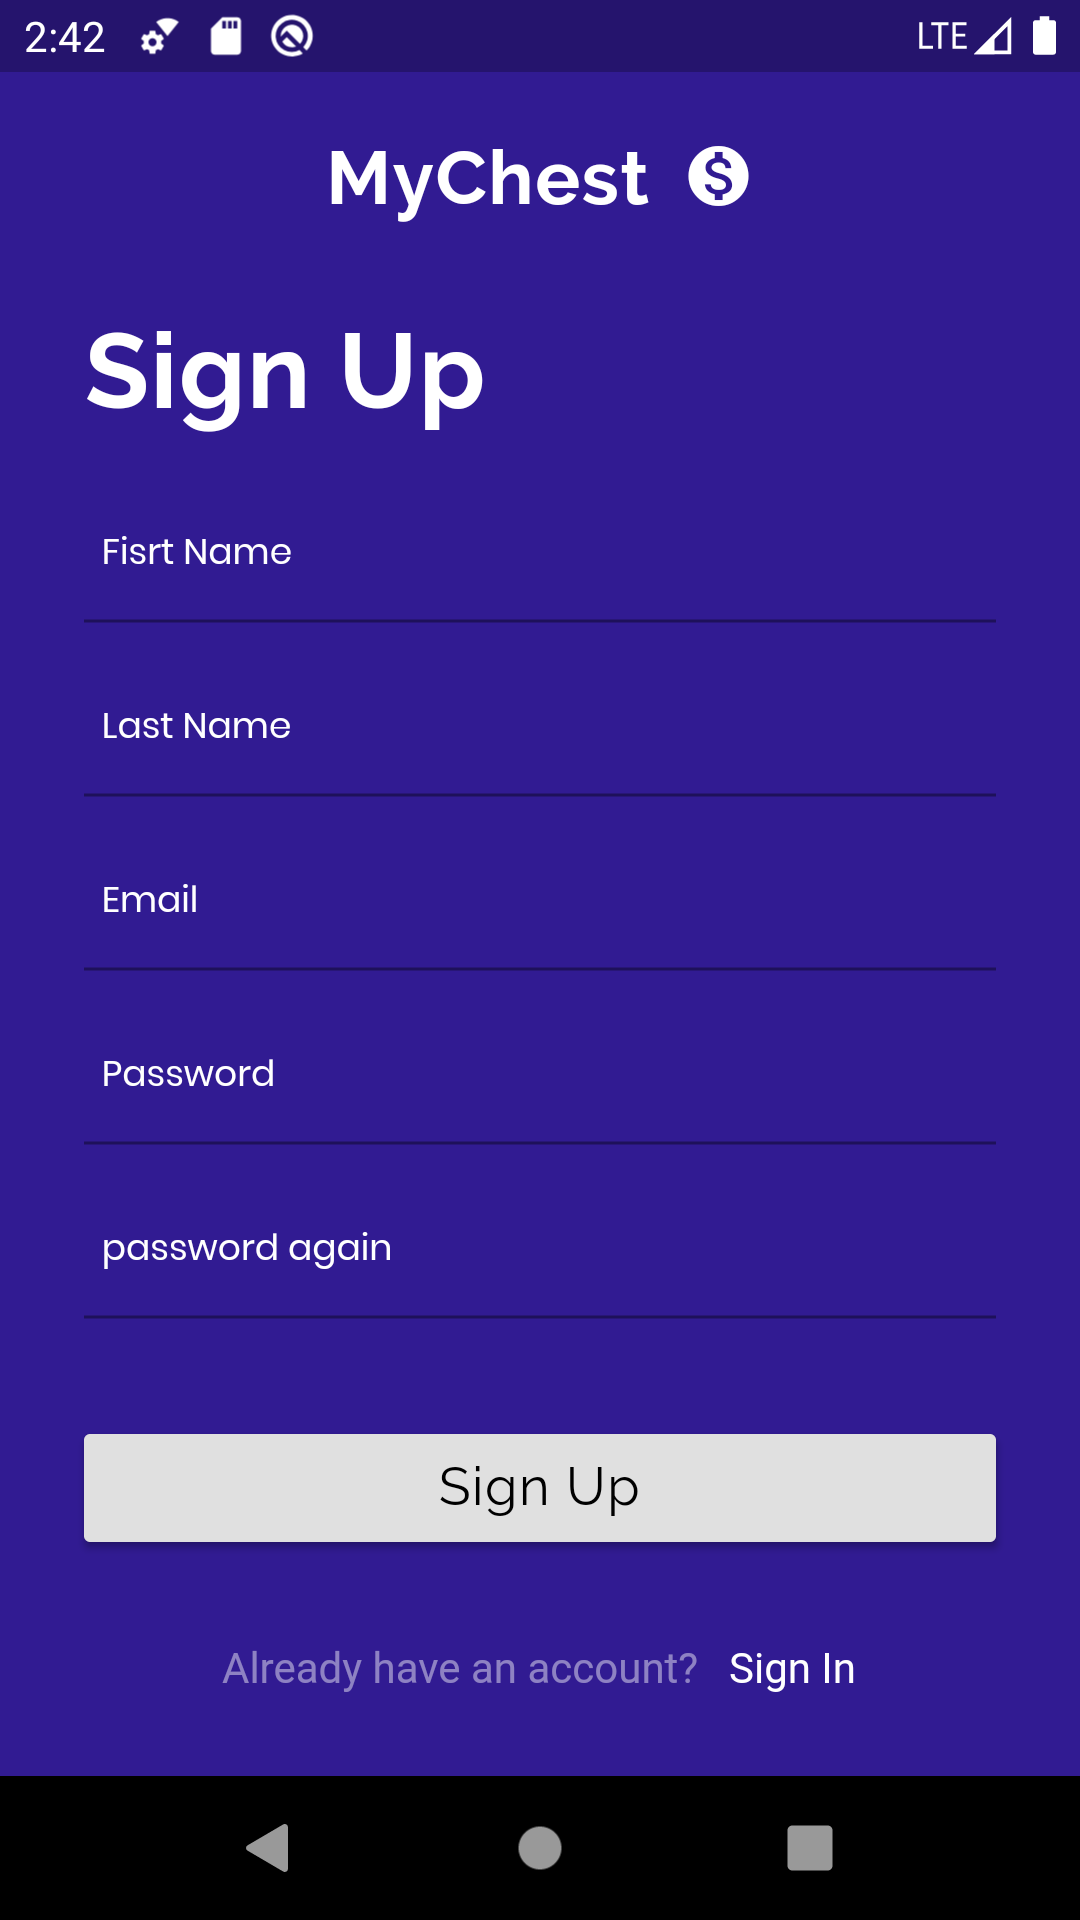 2:42 LTE
MyChest $
Sign Up
Fisrt Name
Last Name
Email
Password
password again
Sign Up
Already have an account? Sign In